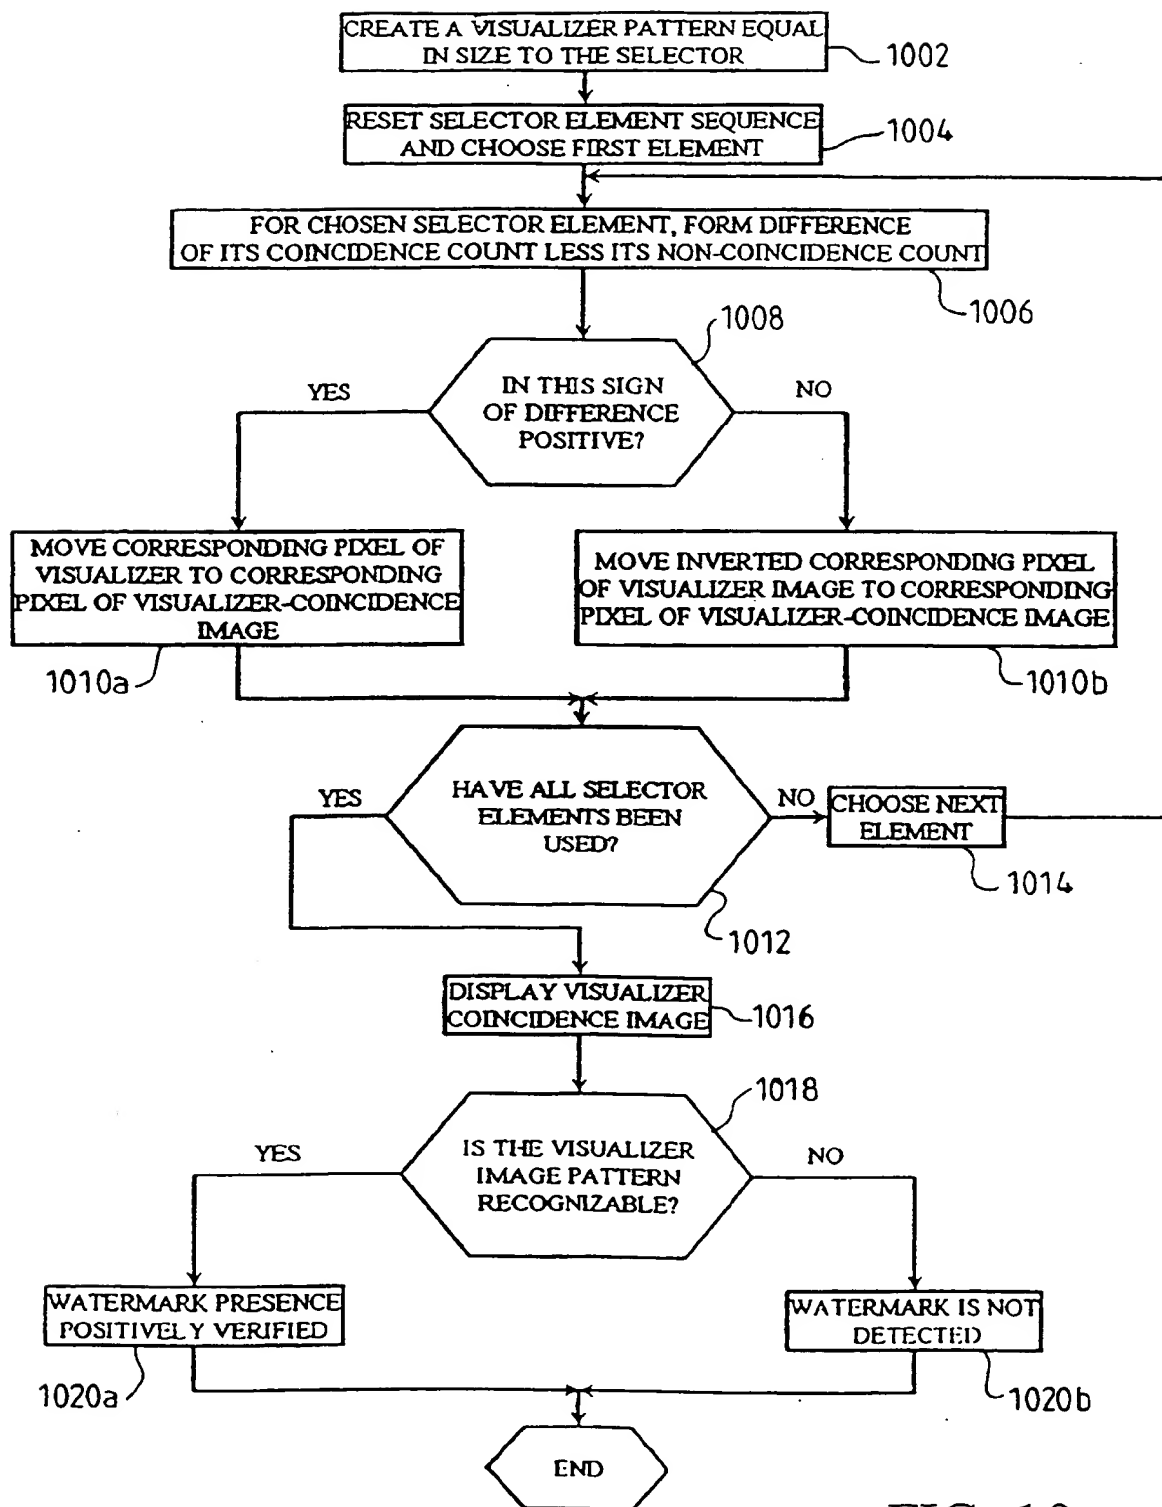 CREATE A VISUALIZER PATTERN EQUAL
IN SIZE TO THE SELECTOR
1002
RESET SELECTOR ELEMENT SEQUENCE
AND CHOOSE FIRST ELEMENT
1004
FOR CHOSEN SELECTOR ELEMENT, FORM DIFFERENCE
OF ITS COINCIDENCE COUNT LESS ITS NON-COINCIDENCE COUNT
1006
1008
IN THIS SIGN
OF DIFFERENCE
POSITIVE?
YES
NO
MOVE CORRESPONDING PIXEL OF
VISUALIZER TO CORRESPONDING
PIXEL OF VISUALIZER-COINCIDENCE
IMAGE
1010a
MOVE INVERTED CORRESPONDING PIXEL
OF VISUALIZER IMAGE TO CORRESPONDING
PIXEL OF VISUALIZER-COINCIDENCE IMAGE
1010b
HAVE ALL SELECTOR
ELEMENTS BEEN
USED?
YES
NO
CHOOSE NEXT
ELEMENT
1014
1012
DISPLAY VISUALIZER
COINCIDENCE IMAGE
1016
1018
IS THE VISUALIZER
IMAGE PATTERN
RECOGNIZABLE?
YES
NO
WATERMARK PRESENCE
POSITIVELY VERIFIED
1020a
WATERMARK IS NOT
DETECTED
1020b
END